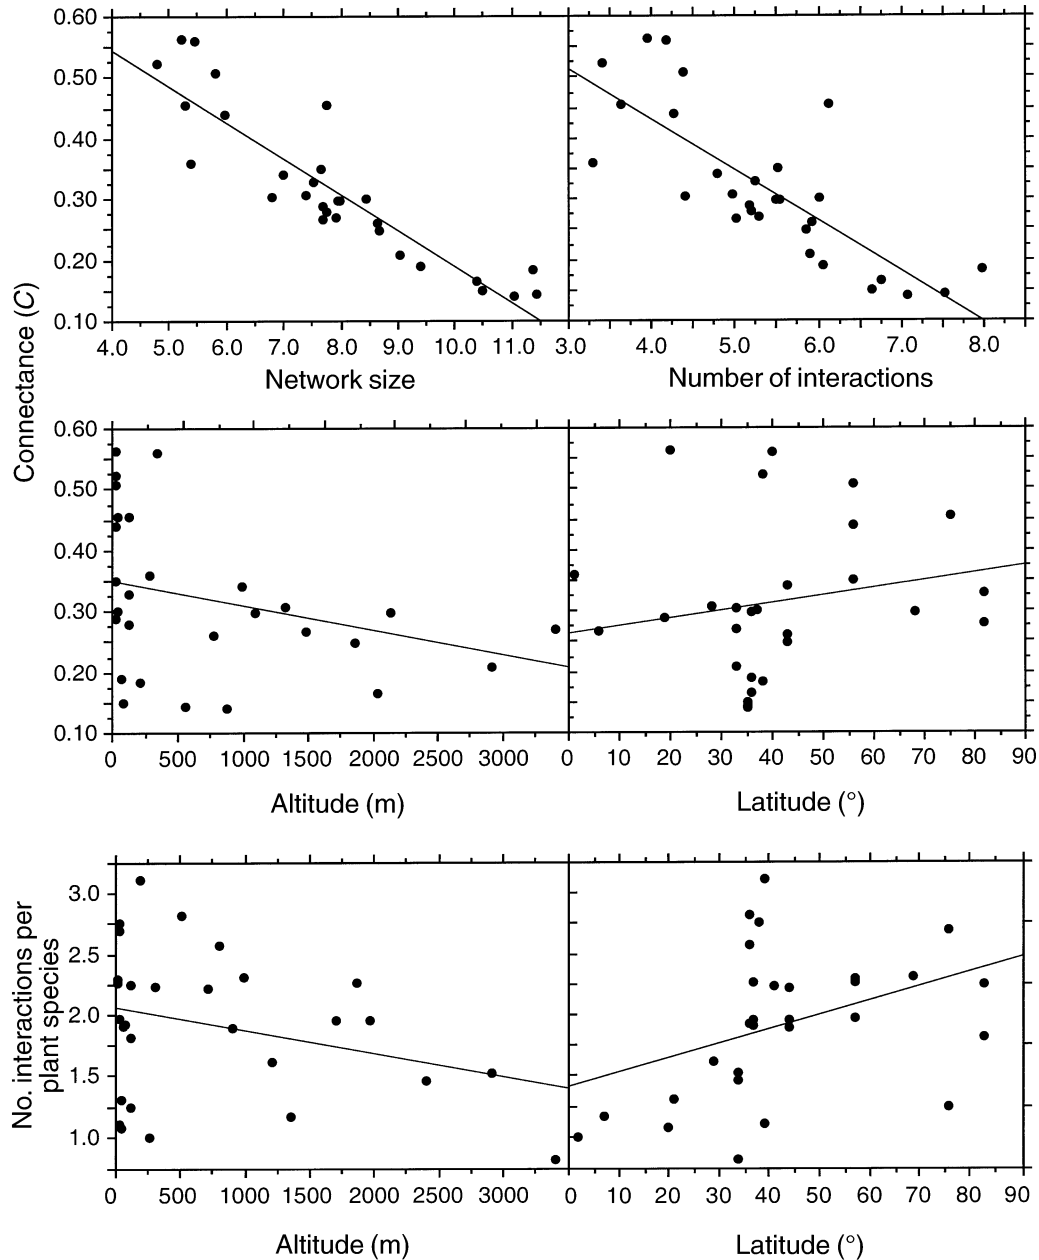 0.60
0.50
0.40
0.30
0.20
0.10
4.0 5.0 6.0 7.0 8.0 9.0 10.0 11.0 3.0 4.0 5.0 6.0 7.0 8.0
Network size Number of interactions
Connectance (C)
0.60
0.50
0.40
0.30
0.20
0.10
0 500 1000 1500 2000 2500 3000 0 10 20 30 40 50 60 70 80 90
Altitude (m) Latitude (°)
No. interactions per
plant species
3.0
2.5
2.0
1.5
1.0
0 500 1000 1500 2000 2500 3000 0 10 20 30 40 50 60 70 80 90
Altitude (m) Latitude (°)